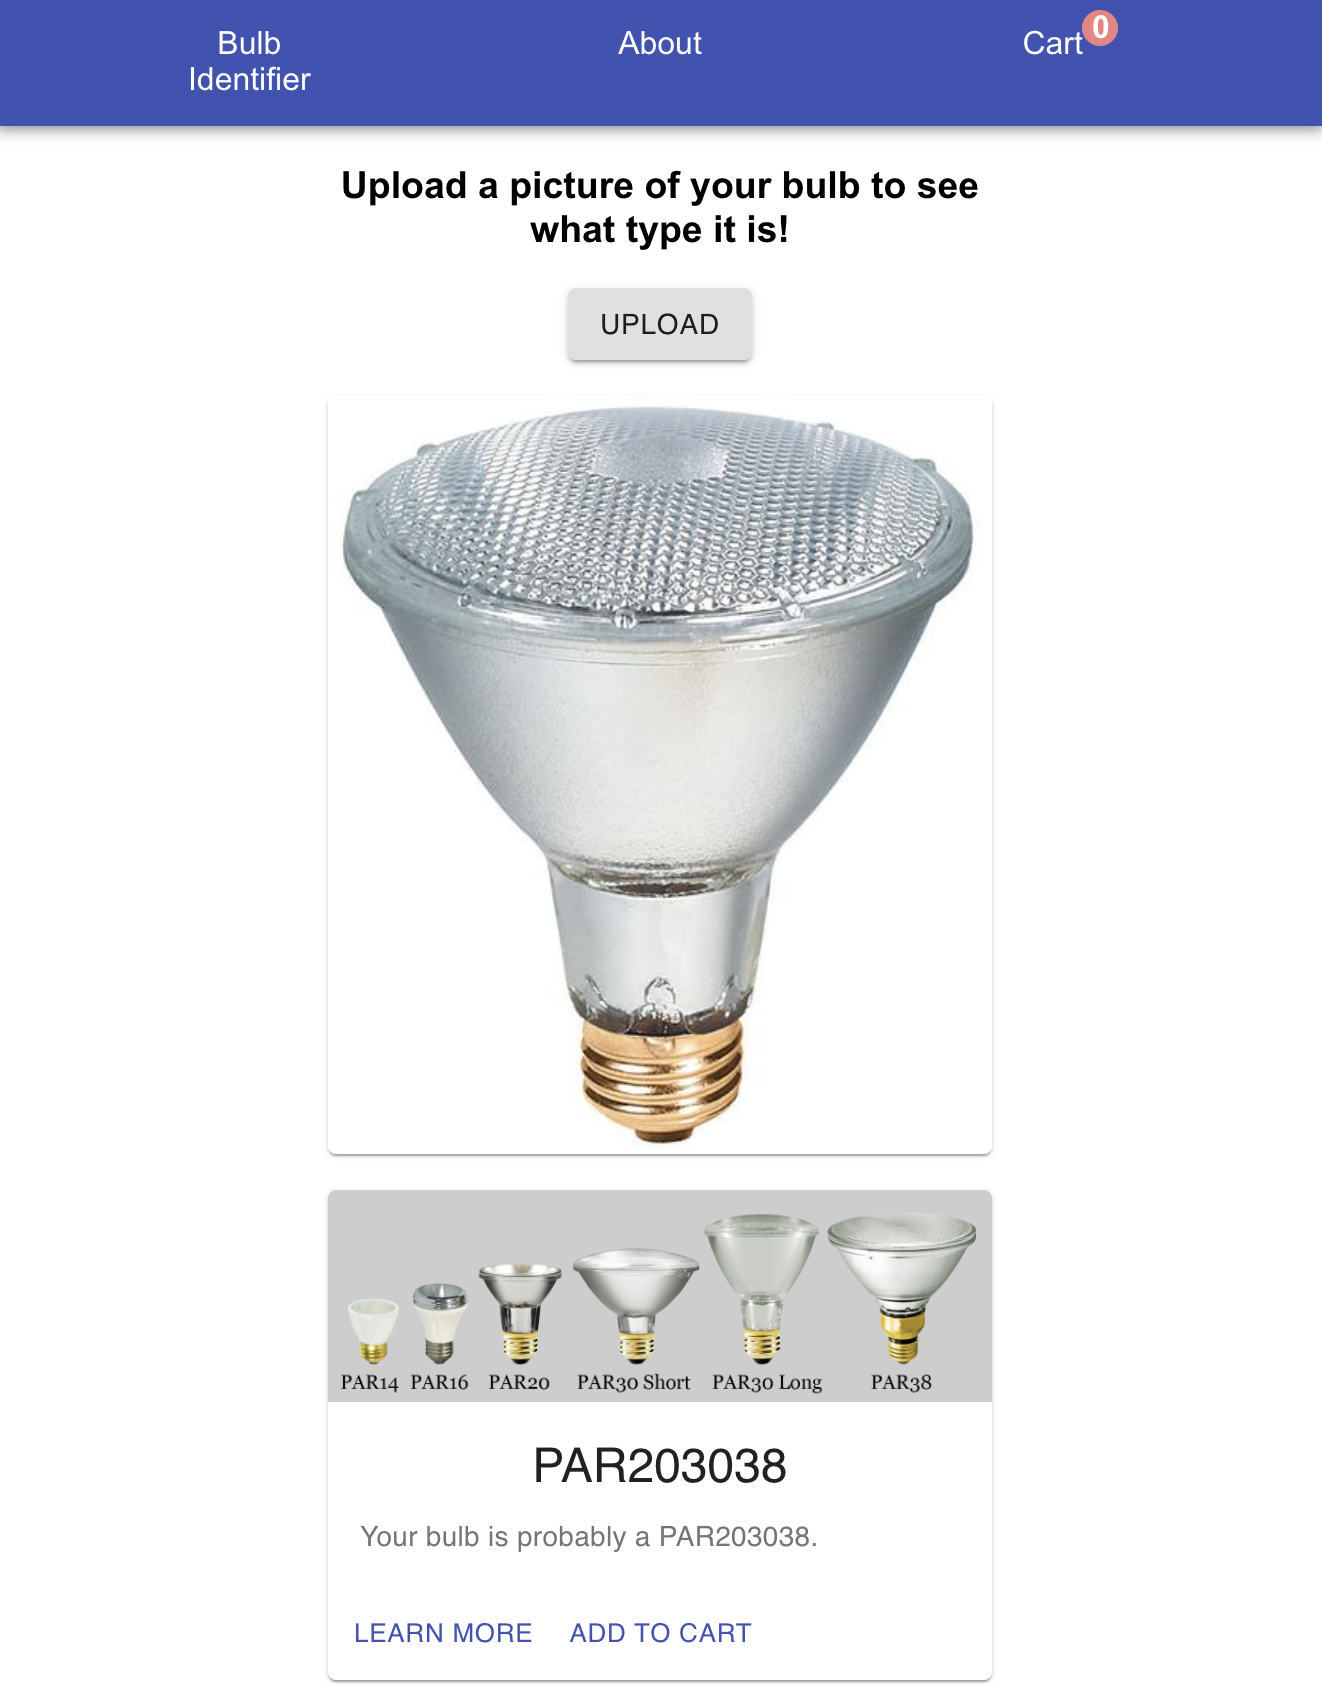 Bulb
Identifier
About
Cart
0
Upload a picture of your bulb to see
what type it is!
UPLOAD
PAR14 PAR16 PAR20 PAR30 Short PAR30 Long PAR38
PAR203038
Your bulb is probably a PAR203038.
LEARN MORE ADD TO CART